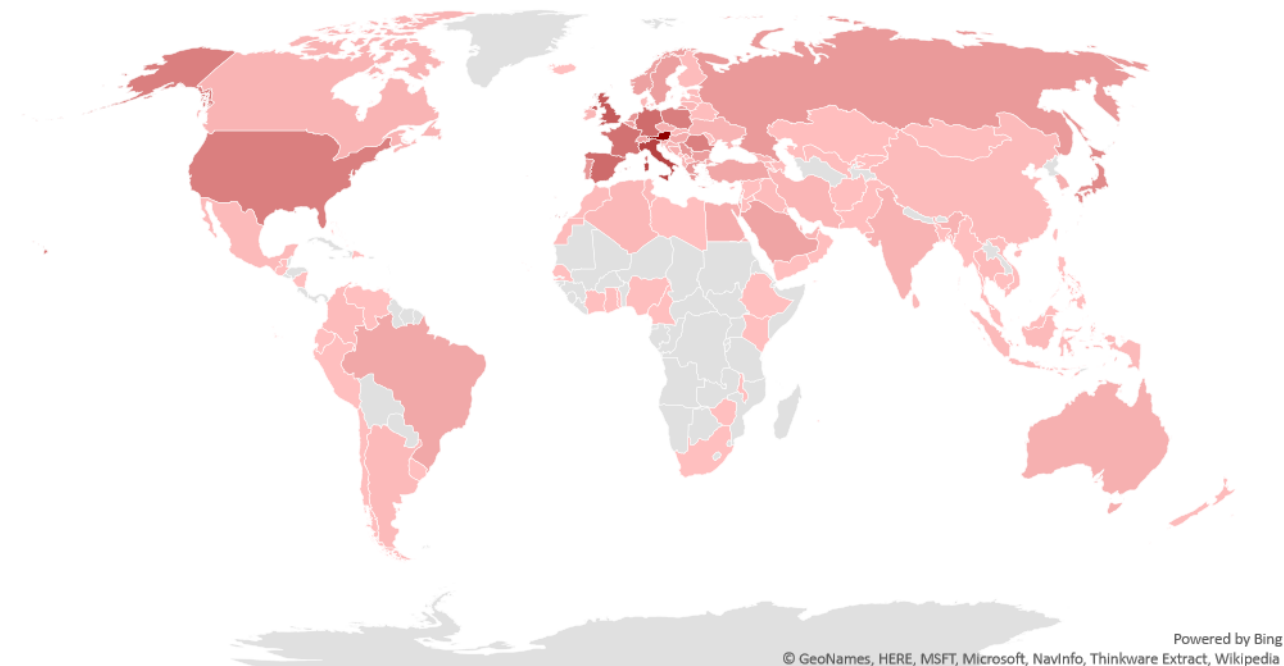 Powered by Bing
© GeoNames, HERE, MSFT, Microsoft, NavInfo, Thinkware Extract, Wikipedia